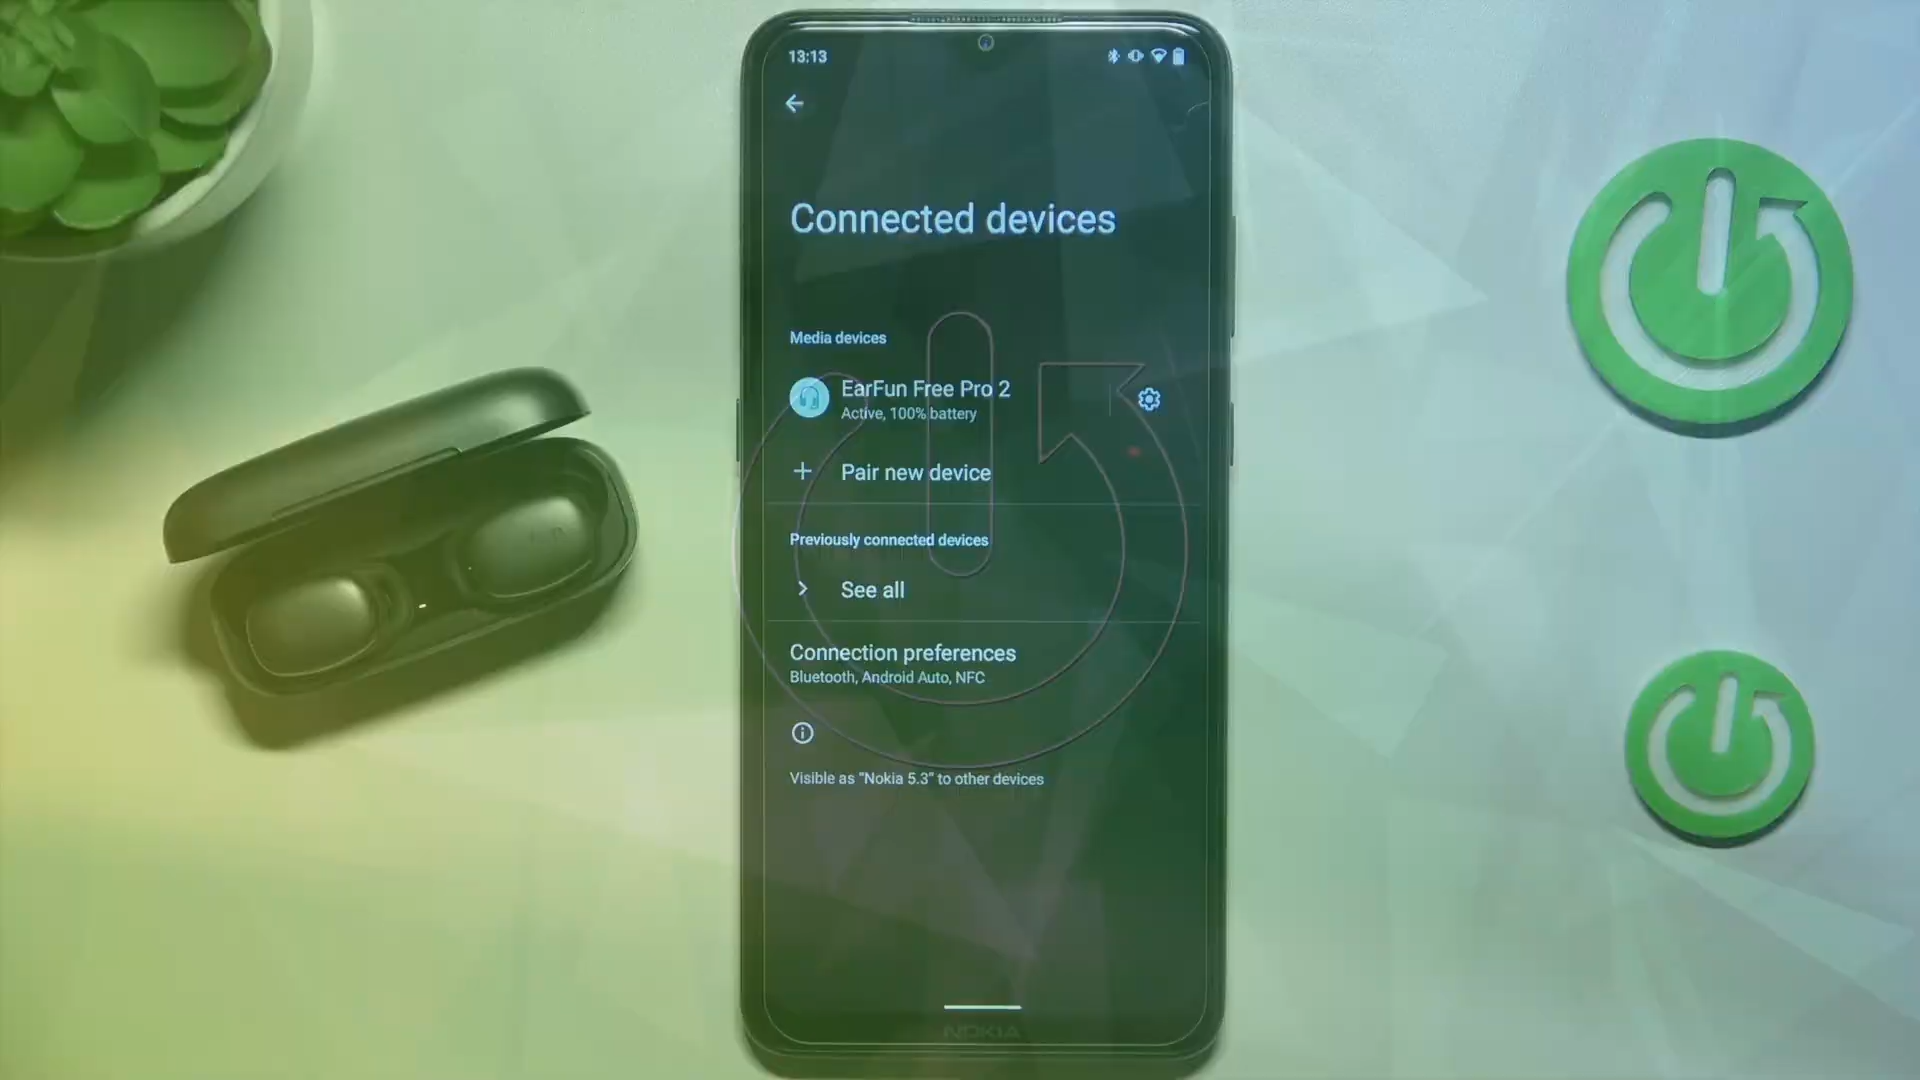 13:13
Connected devices
Media devices
EarFun Free Pro 2
Active, 100% battery
Pair new device
Previously connected devices
See all
Connection preferences
Bluetooth, Android Auto, NFC
Visible as "Nokia 5.3" to other devices
NOKIA